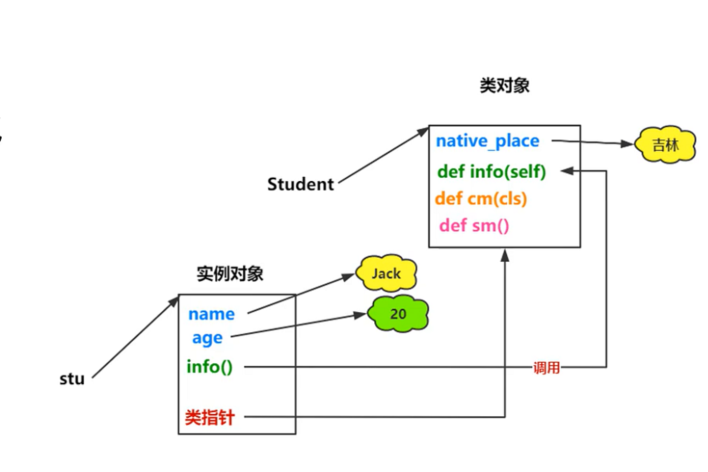 类对象
native_place
吉林
def info(self)
Student
def cm(cls)
def sm()
实例对象
Jack
name
20
age
info()
调用
stu
类指针